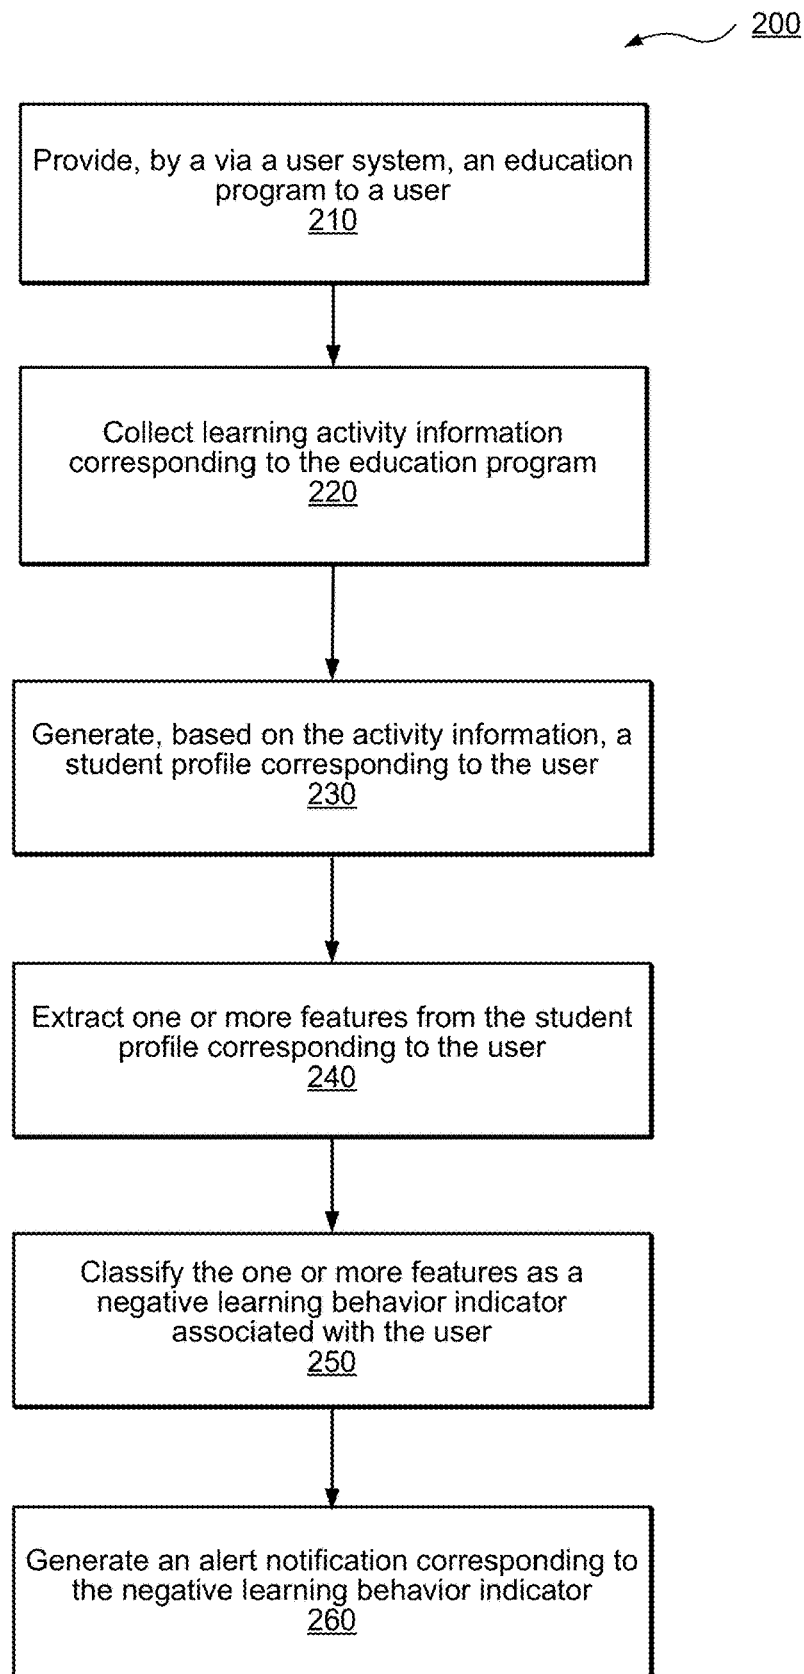 200
Provide, by a via a user system, an education
program to a user
210
Collect learning activity information
corresponding to the education program
220
Generate, based on the activity information, a
student profile corresponding to the user
230
Extract one or more features from the student
profile corresponding to the user
240
Classify the one or more features as a
negative learning behavior indicator
associated with the user
250
Generate an alert notification corresponding to
the negative learning behavior indicator
260